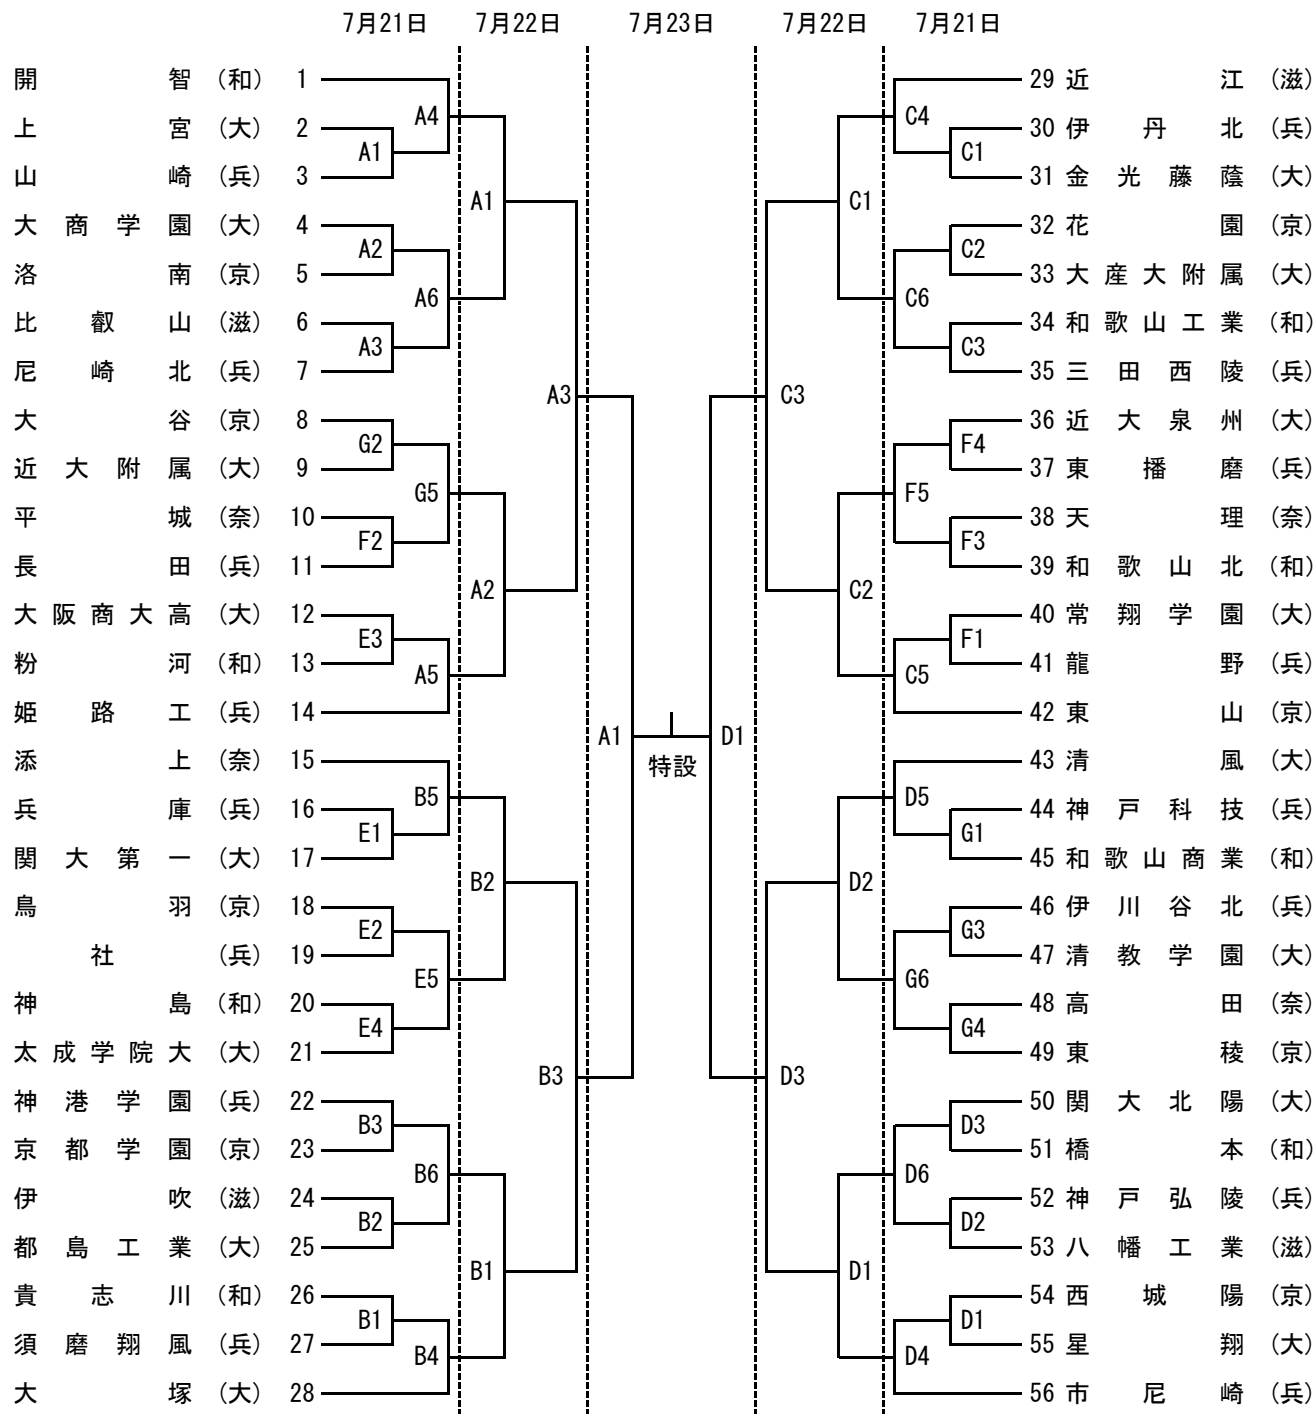 7月21日 7月22日 7月23日 7月22日 7月21日
開智（和） 1 29 近江（滋）
A4 C4
上宮（大） 2 30 伊丹北（兵）
A1 C1
山崎（兵） 3 31 金光藤蔭（大）
A1 C1
大商学園（大） 4 32 花園（京）
A2 C2
洛南（京） 5 33 大産大附属（大）
A6 C6
比叡山（滋） 6 34 和歌山工業（和）
A3 C3
尼崎北（兵） 7 35 三田西陵（兵）
A3 C3
大谷（京） 8 36 近大泉州（大）
G2 F4
近大附属（大） 9 37 東播磨（兵）
G5 F5
平城（奈） 10 38 天理（奈）
F2 F3
長田（兵） 11 39 和歌山北（和）
A2 C2
大阪商大高（大） 12 40 常翔学園（大）
E3 F1
粉河（和） 13 41 龍野（兵）
A5 C5
姫路工（兵） 14 42 東山（京）
A1 D1
特設
添上（奈） 15 43 清風（大）
B5 D5
兵庫（兵） 16 44 神戸科技（兵）
E1 G1
関大第一（大） 17 45 和歌山商業（和）
B2 D2
鳥羽（京） 18 46 伊川谷北（兵）
E2 G3
社（兵） 19 47 清教学園（大）
E5 G6
神島（和） 20 48 高田（奈）
E4 G4
太成学院大（大） 21 49 東稜（京）
B3 D3
神港学園（兵） 22 50 関大北陽（大）
B3 D3
京都学園（京） 23 51 橋本（和）
B6 D6
伊吹（滋） 24 52 神戸弘陵（兵）
B2 D2
都島工業（大） 25 53 八幡工業（滋）
B1 D1
貴志川（和） 26 54 西城陽（京）
B1 D1
須磨翔風（兵） 27 55 星翔（大）
B4 D4
大塚（大） 28 56 市尼崎（兵）